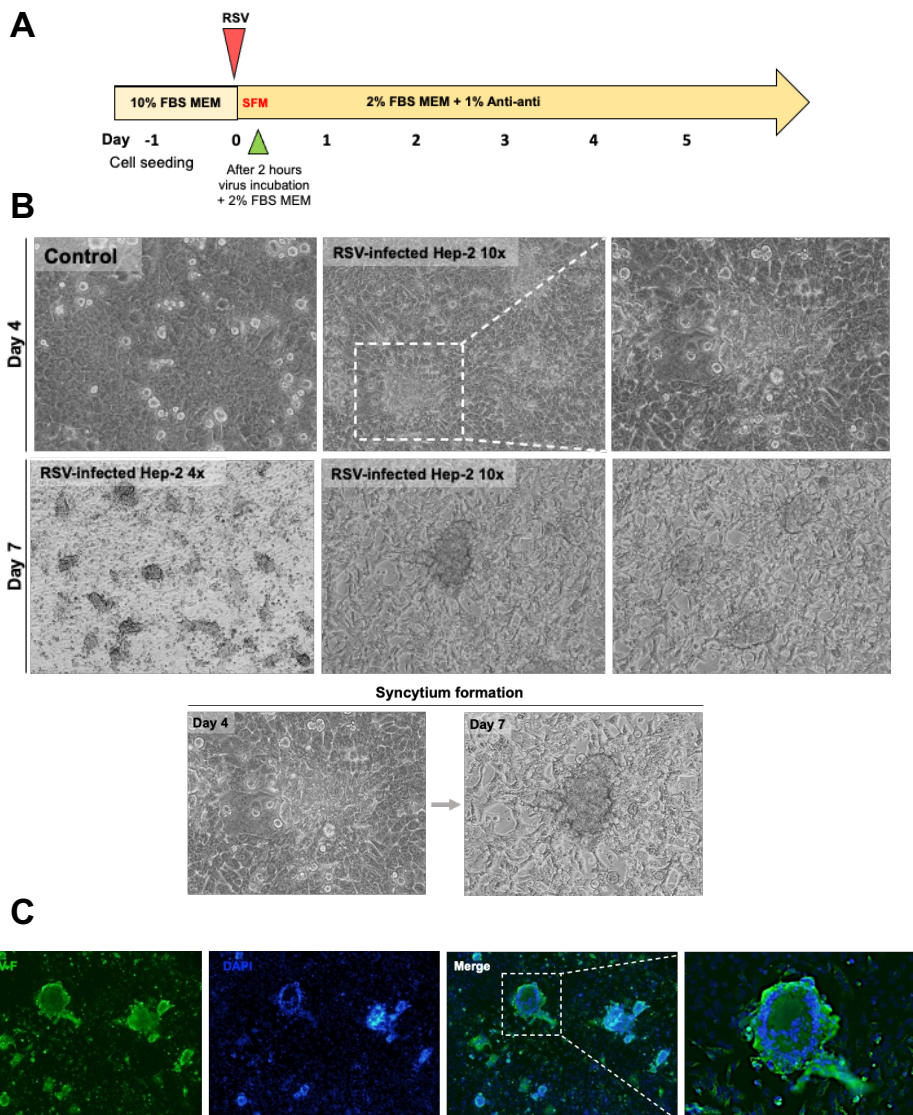 A
RSV
10% FBS MEM
SFM
2% FBS MEM + 1% Anti-anti
Day -1 0 1 2 3 4 5
Cell seeding
After 2 hours
virus incubation
+ 2% FBS MEM
B
Day 4
Control
RSV-infected Hep-2 10x
Day 7
RSV-infected Hep-2 4x
RSV-infected Hep-2 10x
Syncytium formation
Day 4
Day 7
C
V-F
DAPI
Merge